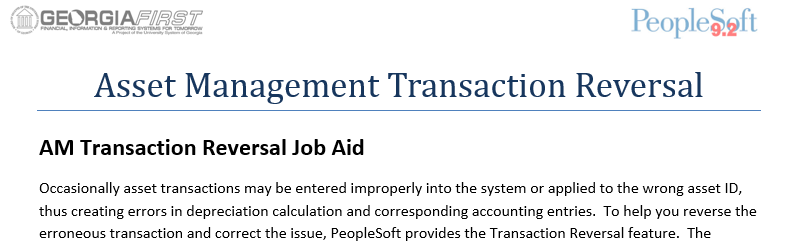 GEORGIAFIRST
FINANCIAL, INFORMATION & REPORTING SYSTEMS FOR TOMORROW
A Project of the University System of Georgia
PeopleSoft
9.2
Asset Management Transaction Reversal
AM Transaction Reversal Job Aid
Occasionally asset transactions may be entered improperly into the system or applied to the wrong asset ID,
thus creating errors in depreciation calculation and corresponding accounting entries. To help you reverse the
erroneous transaction and correct the issue, PeopleSoft provides the Transaction Reversal feature. The